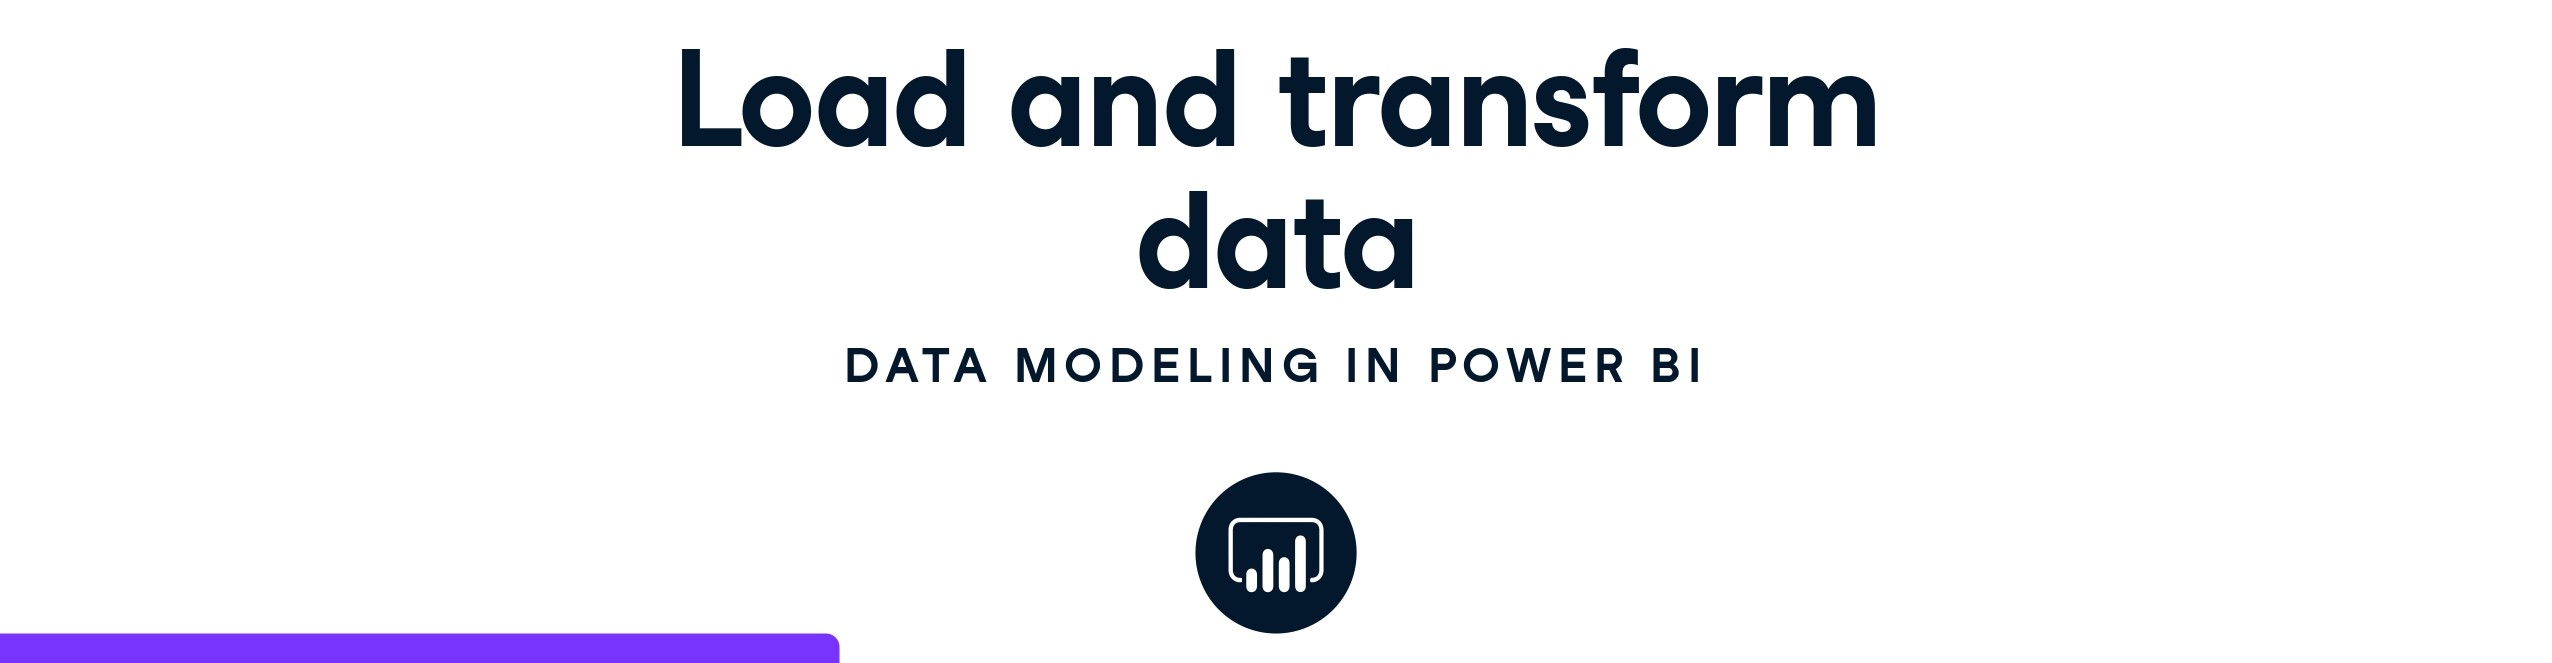 Load and transform
data
DATA MODELING IN POWER BI